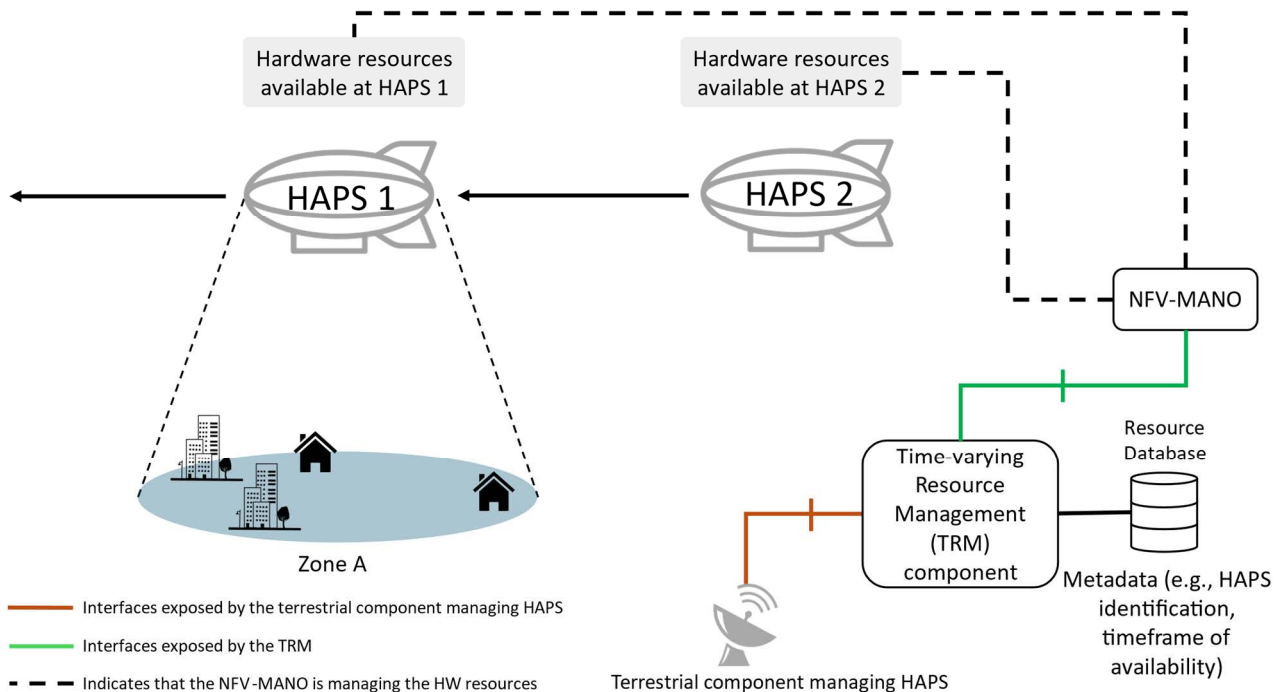 Hardware resources
available at HAPS 1
Hardware resources
available at HAPS 2
HAPS 1
HAPS 2
NFV-MANO
Resource
Database
Time-varying
Resource
Management
(TRM)
component
Zone A
Metadata (e.g., HAPS
identification,
timeframe of
availability)
Interfaces exposed by the terrestrial component managing HAPS
Interfaces exposed by the TRM
Indicates that the NFV-MANO is managing the HW resources
Terrestrial component managing HAPS